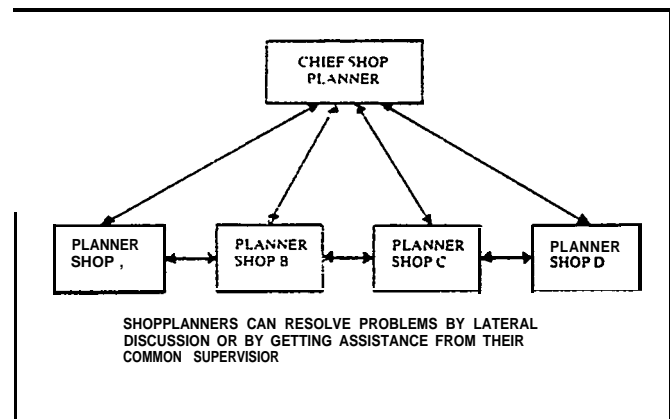 CHIEF SHOP
PLANNER
PLANNER
SHOP ,
PLANNER
SHOP B
PLANNER
SHOP C
PLANNER
SHOP D
SHOPPLANNERS CAN RESOLVE PROBLEMS BY LATERAL
DISCUSSION OR BY GETTING ASSISTANCE FROM THEIR
COMMON SUPERVISIOR